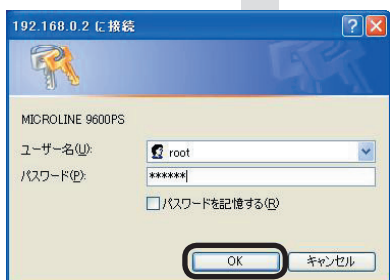 192.168.0.2 に接続
MICROLINE 9600PS
ユーザー名(U):
root
パスワード(P):
******
パスワードを記憶する(R)
OK
キャンセル